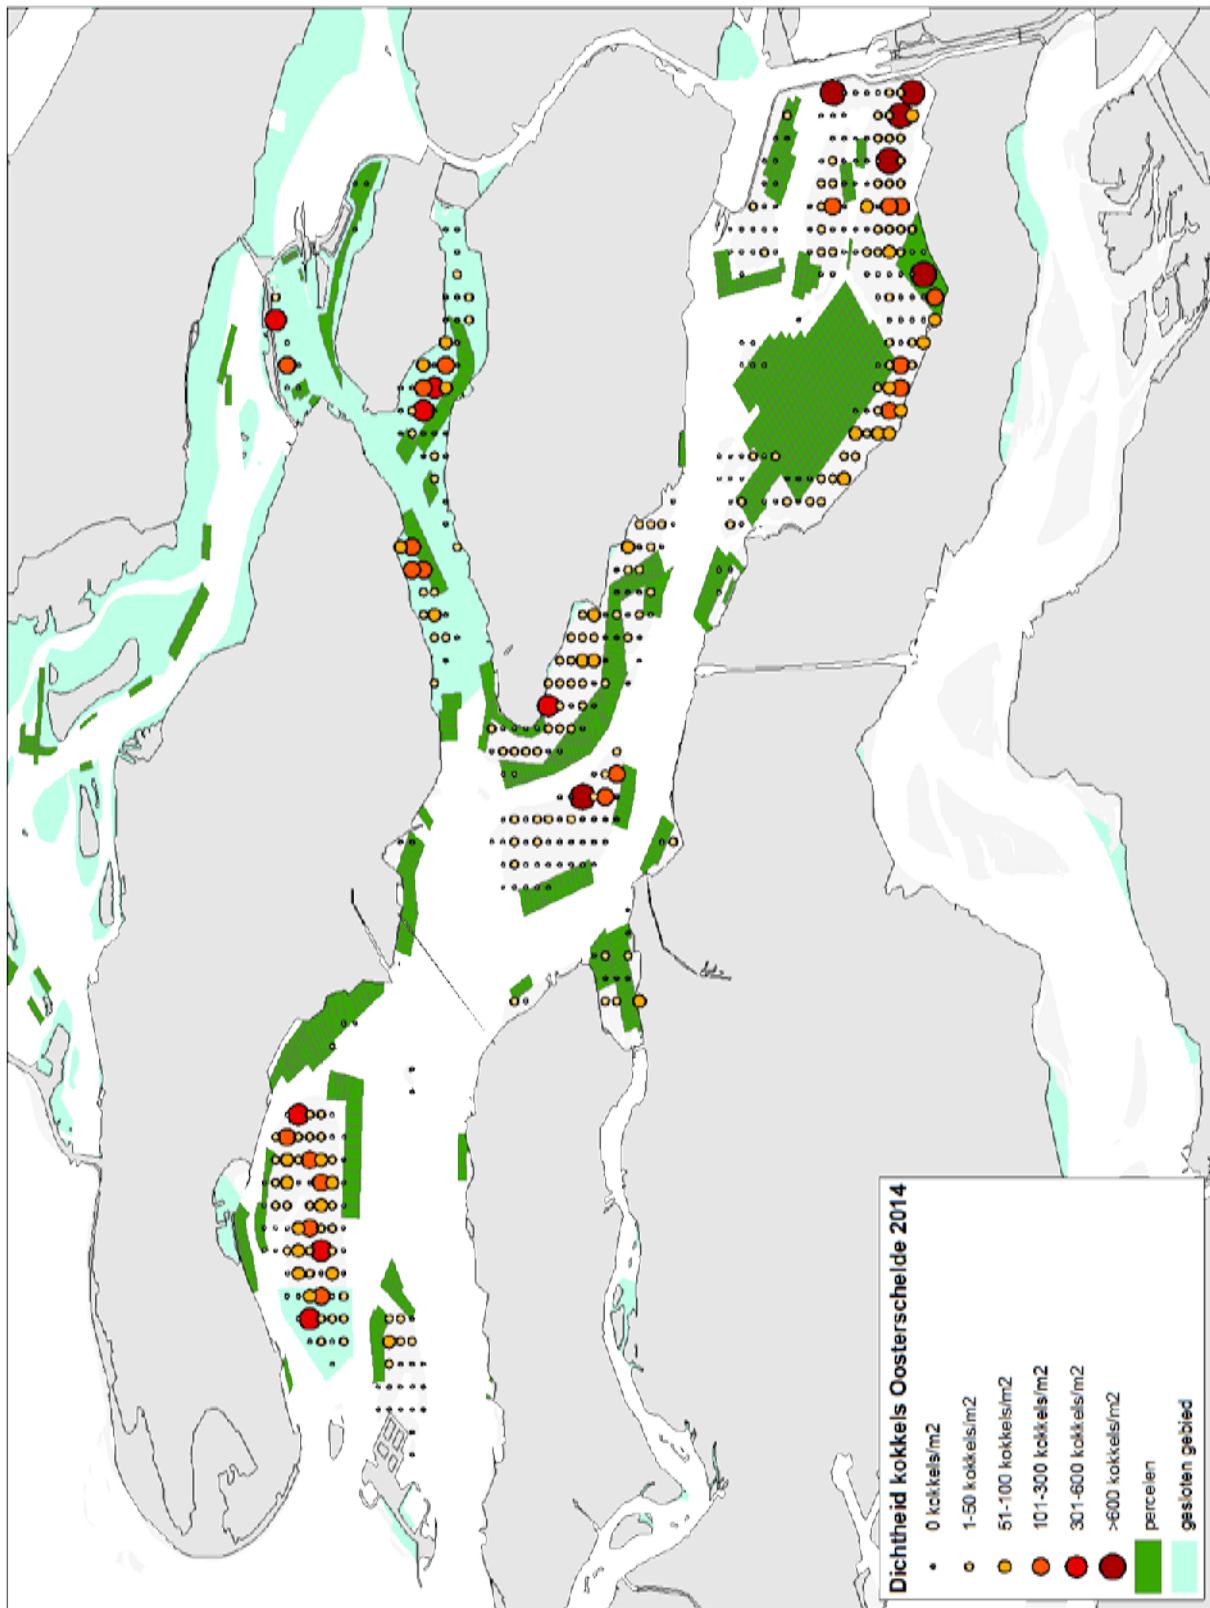 Dichtheid kokkels Oosterschelde 2014
0 kokkels/m2
1-50 kokkels/m2
51-100 kokkels/m2
101-300 kokkels/m2
301-600 kokkels/m2
>600 kokkels/m2
percelen
gesloten gebied